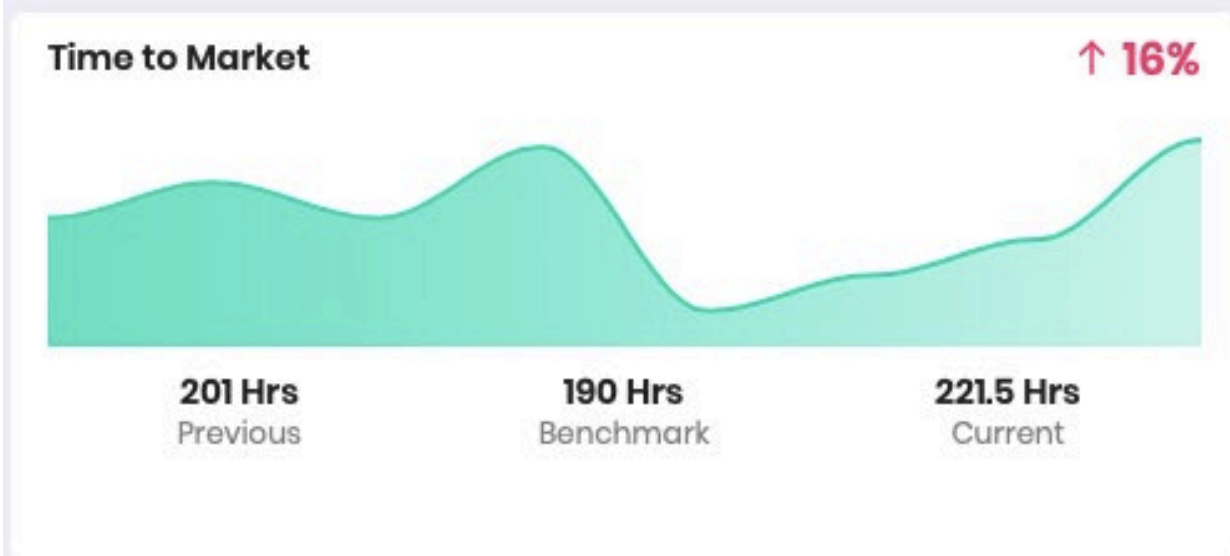 Time to Market
↑ 16%
201 Hrs
Previous
190 Hrs
Benchmark
221.5 Hrs
Current